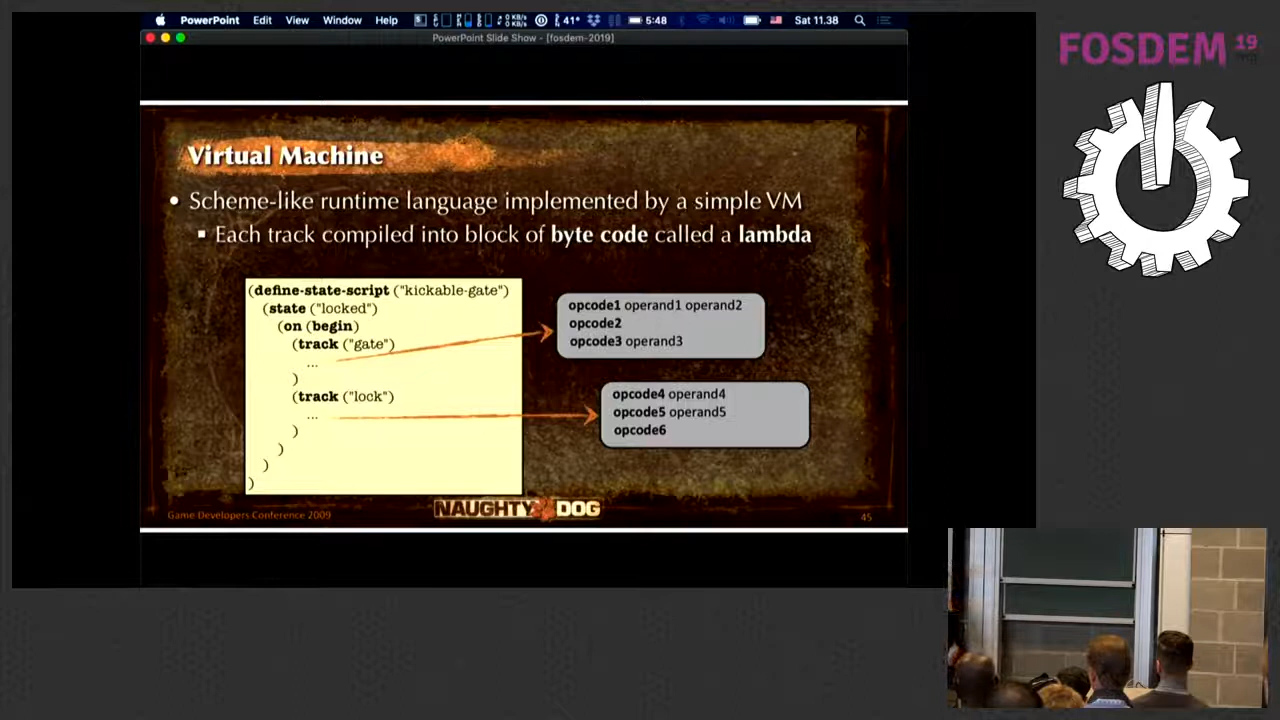 PowerPoint Edit View Window Help 41° 5:48 Sat 11.38
PowerPoint Slide Show - [fosdem-2019]
FOSDEM 19
Virtual Machine
• Scheme-like runtime language implemented by a simple VM
▪ Each track compiled into block of byte code called a lambda
(define-state-script ("kickable-gate")
(state ("locked")
(on (begin)
(track ("gate")
...
)
(track ("lock")
...
)
)
)
)
opcode1 operand1 operand2
opcode2
opcode3 operand3
opcode4 operand4
opcode5 operand5
opcode6
Game Developers Conference 2009
NAUGHTY DOG
45